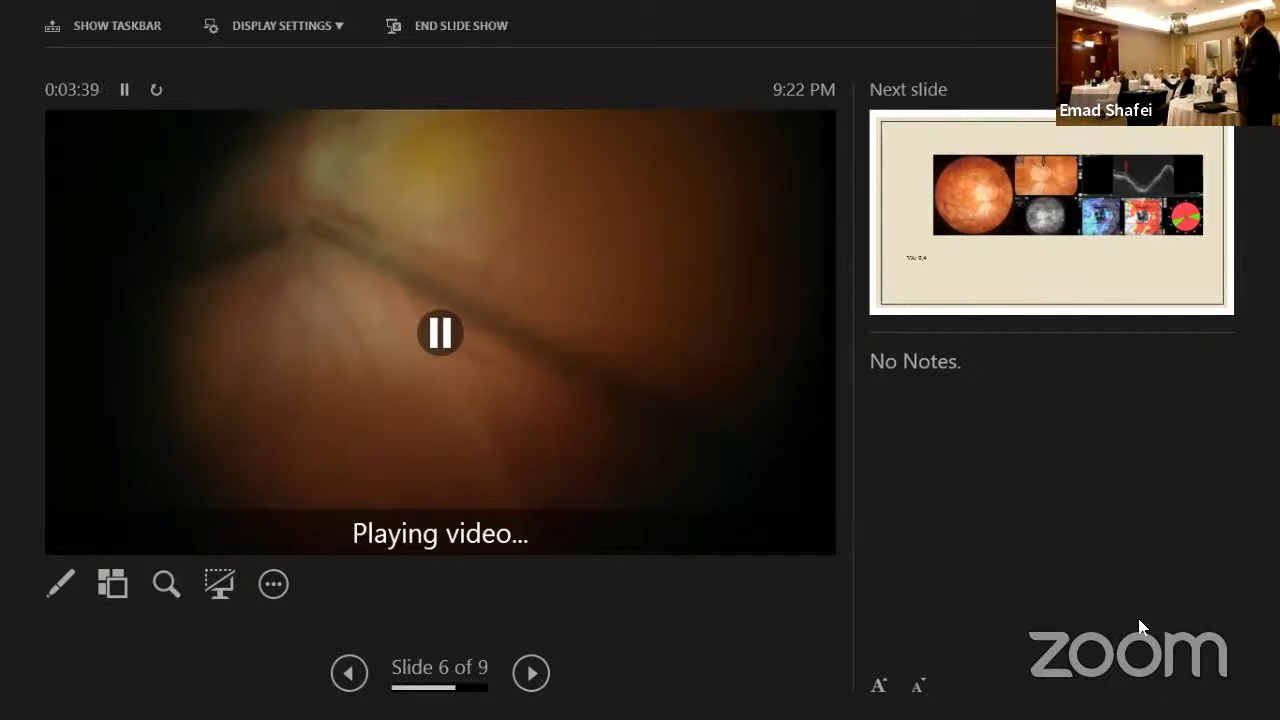 SHOW TASKBAR
DISPLAY SETTINGS ▼
END SLIDE SHOW
0:03:39
9:22 PM
Next slide
Emad Shafei
Playing video...
No Notes.
Slide 6 of 9
A
A
zoom